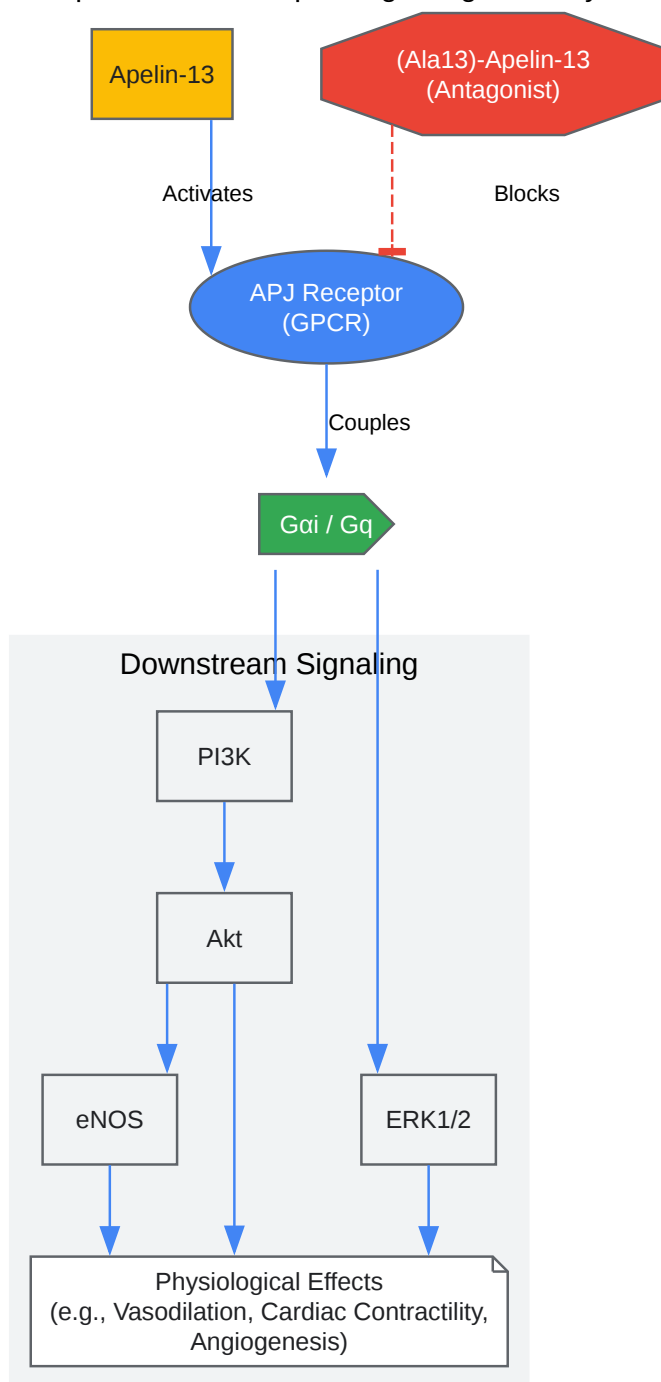 Apelin-13
(Ala13)-Apelin-13
(Antagonist)
Activates
Blocks
APJ Receptor
(GPCR)
Couples
Gαi / Gq
Downstream Signaling
PI3K
Akt
eNOS
ERK1/2
Physiological Effects
(e.g., Vasodilation, Cardiac Contractility,
Angiogenesis)